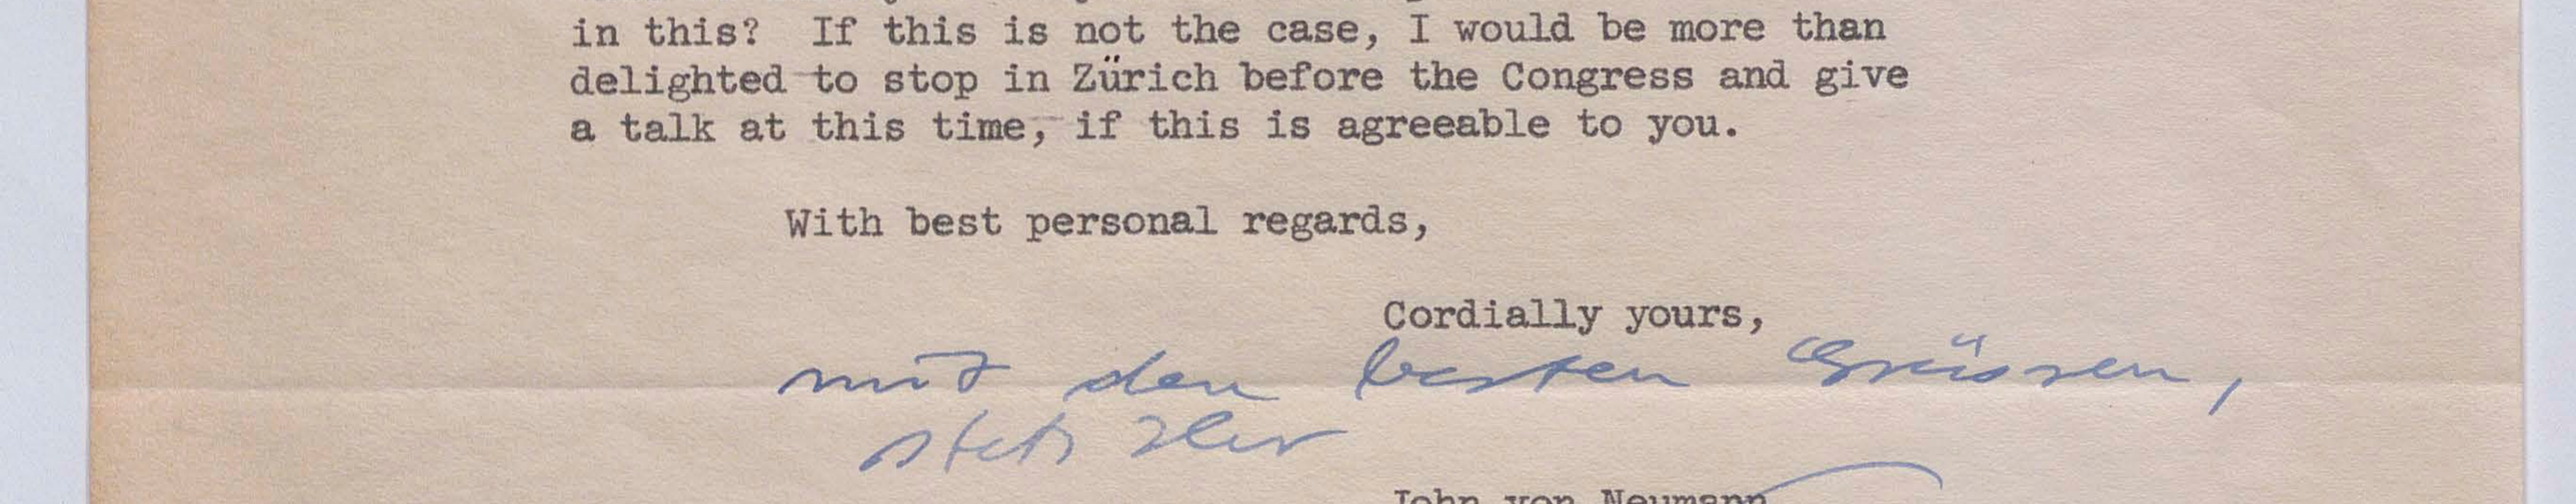 in this? If this is not the case, I would be more than
delighted to stop in Zürich before the Congress and give
a talk at this time, if this is agreeable to you.
With best personal regards,
Cordially yours,
mit den besten Grüssen,
stets Ihr
John von Neumann